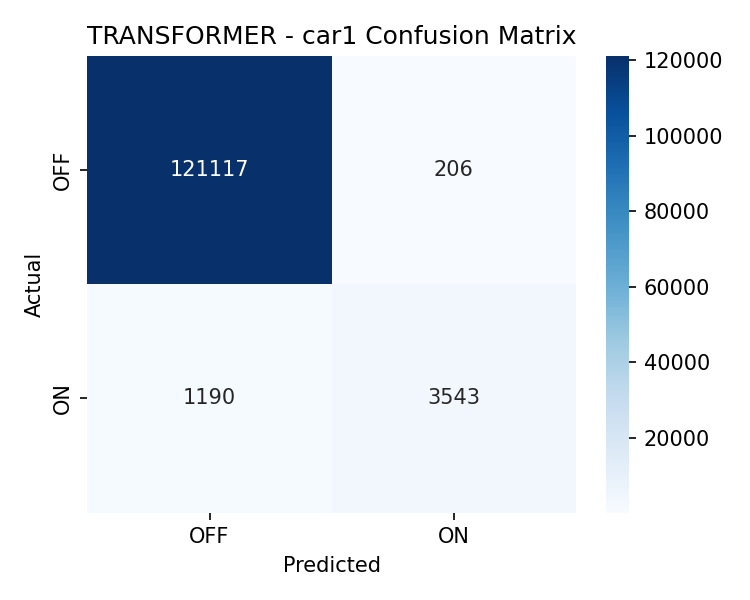 TRANSFORMER - car1 Confusion Matrix
Actual
OFF
ON
121117
206
1190
3543
OFF
ON
Predicted
120000
100000
80000
60000
40000
20000